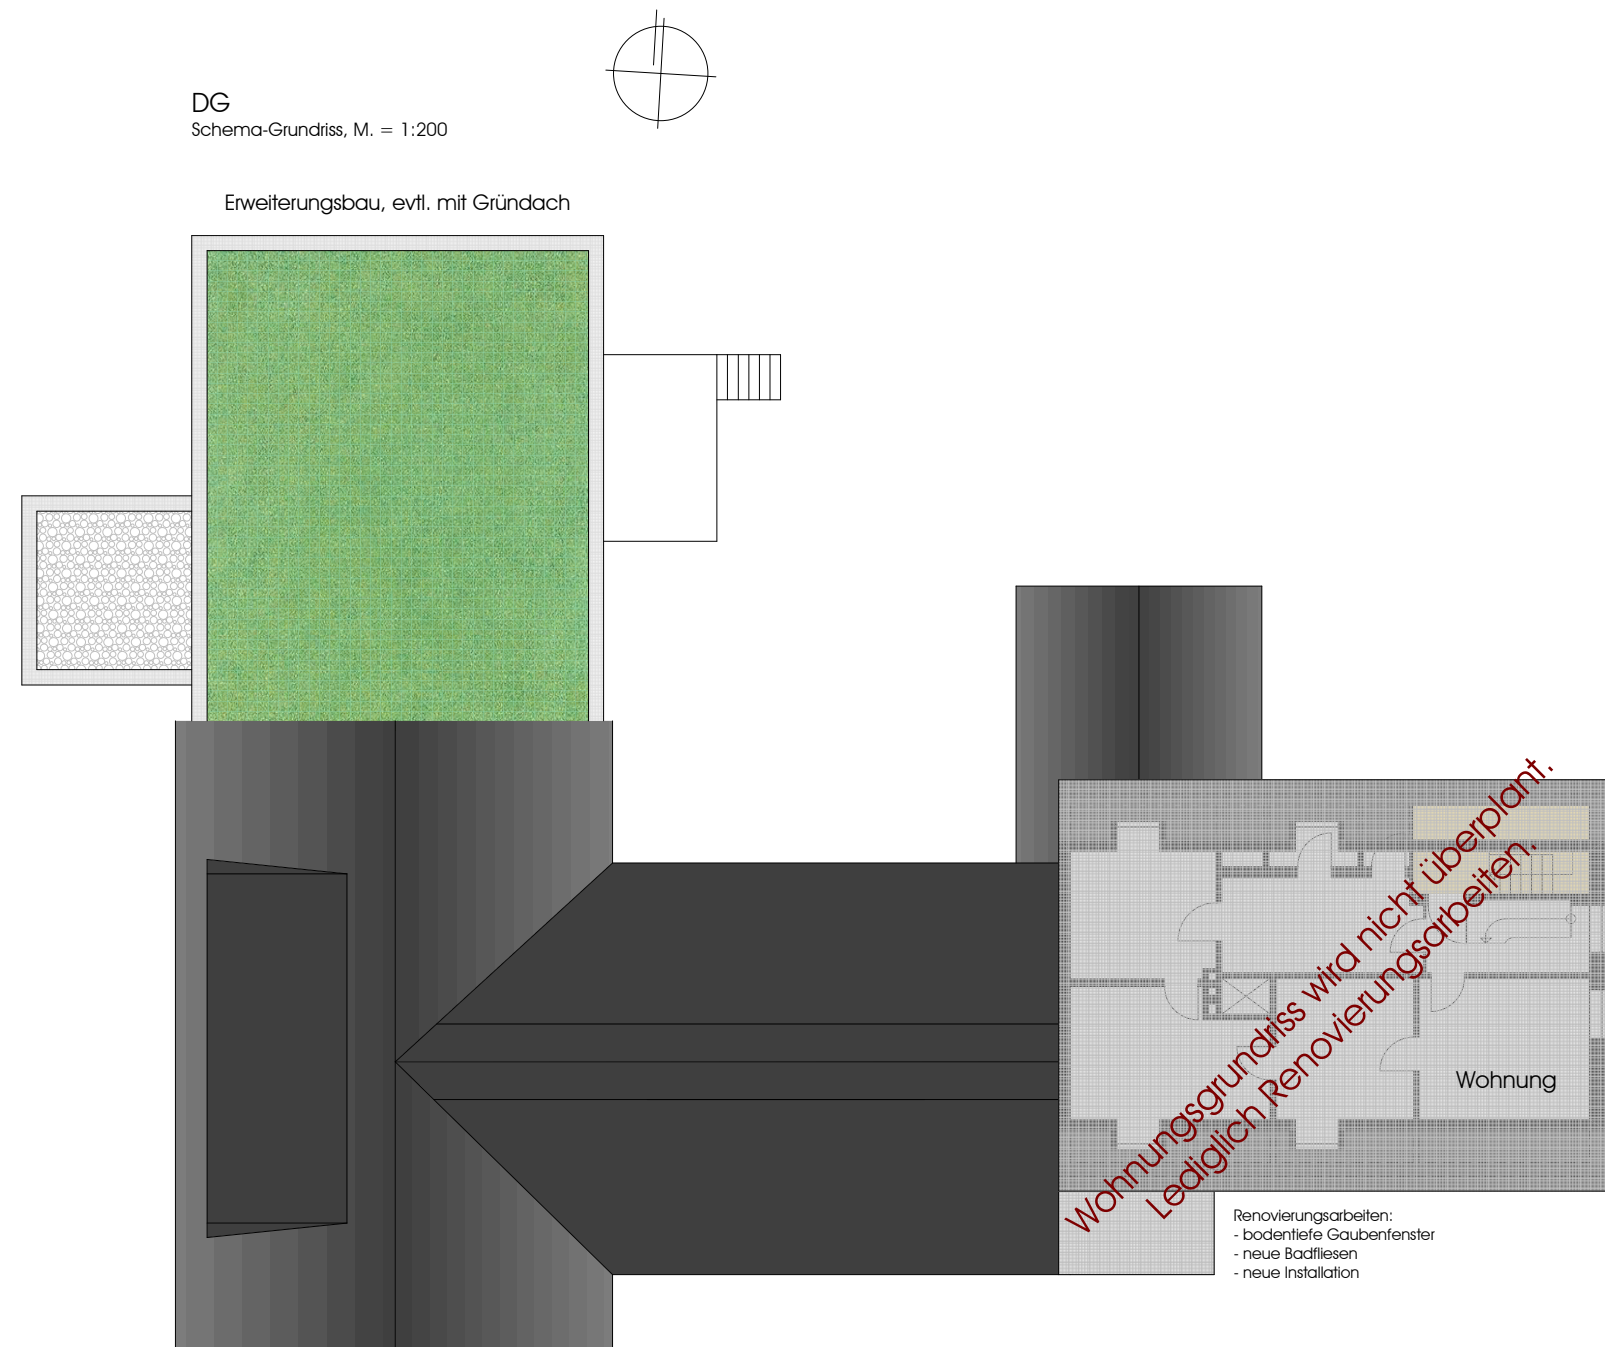 DG
Schema-Grundriss, M. = 1:200
Erweiterungsbau, evtl. mit Gründach
Wohnungsgrundriss wird nicht überplant.
Lediglich Renovierungsarbeiten.
Wohnung
Renovierungsarbeiten:
- bodentiefe Gaubenfenster
- neue Badfliesen
- neue Installation